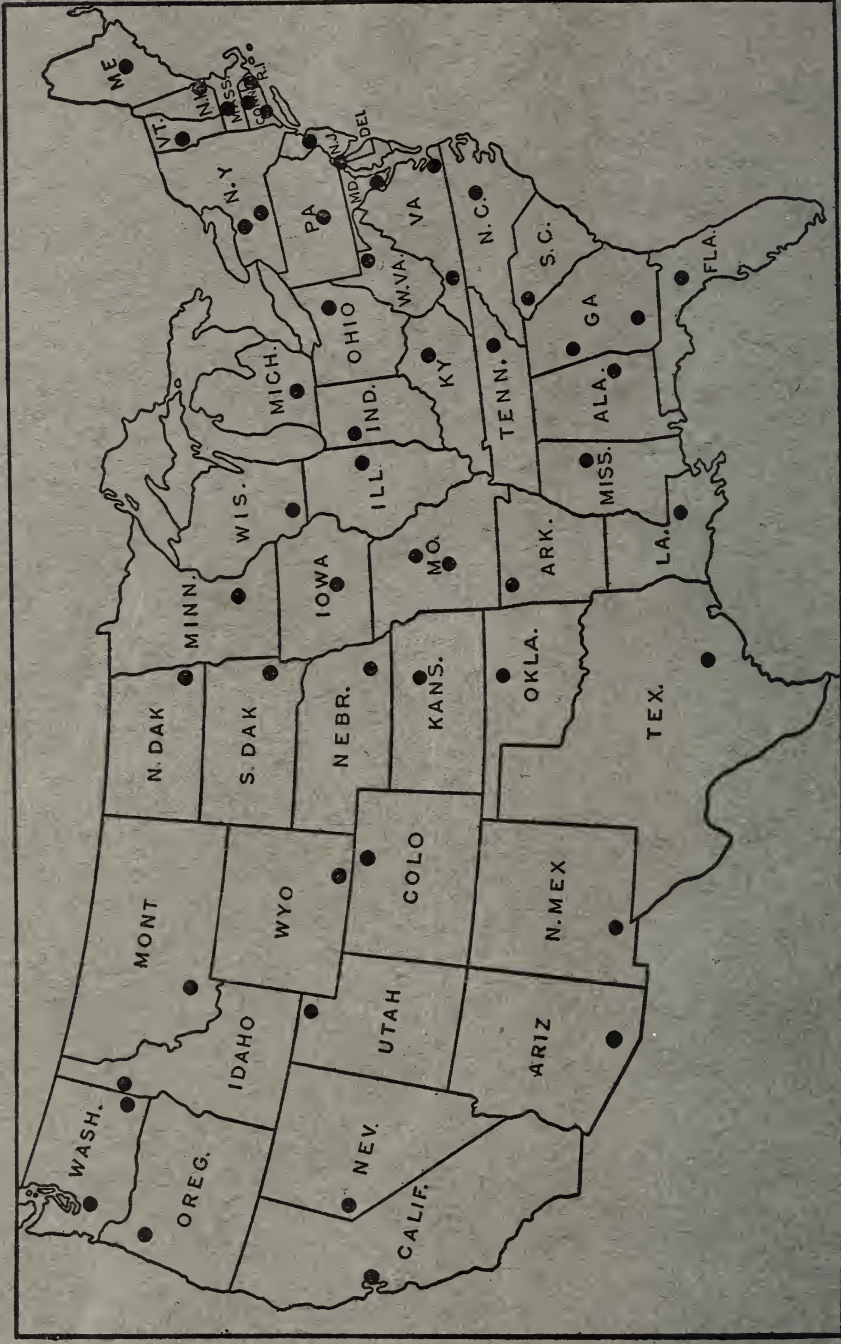 WASH.
OREG.
CALIF.
NEV.
IDAHO
MONT
WYO
UTAH
ARIZ
COLO
N.MEX
N. DAK
S. DAK
NEBR.
KANS.
OKLA.
TEX.
MINN.
IOWA
MO.
ARK.
LA.
WIS.
ILL
MICH.
IND.
OHIO
KY
TENN.
MISS.
ALA.
GA
FLA.
S. C.
N. C.
VA
W.VA.
MD
DEL
PA
N.J.
N.Y
VT.
N.H.
MASS.
CONN.
R.I.
ME